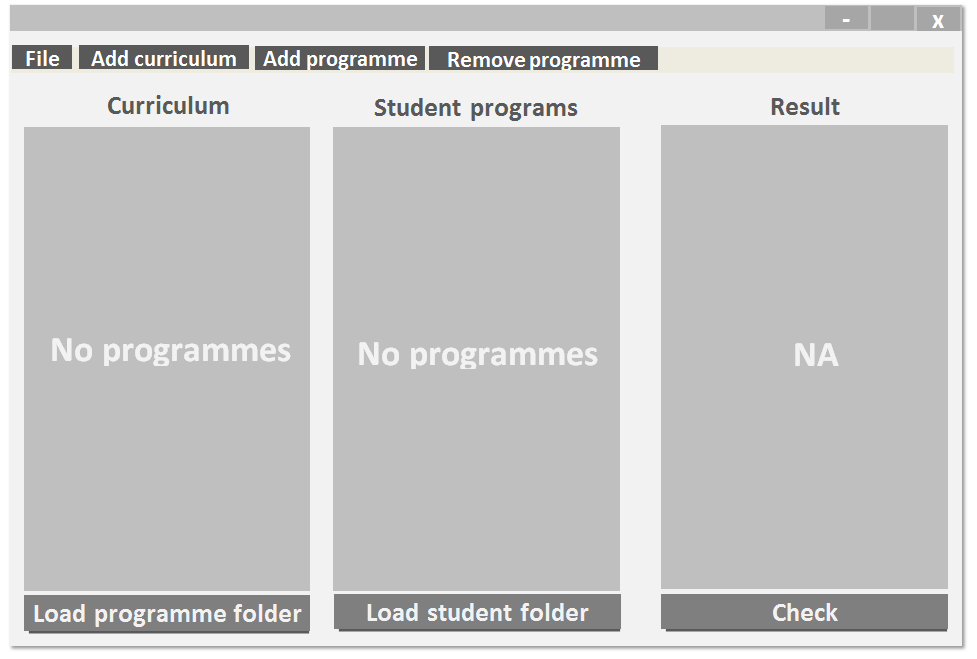 - x
File Add curriculum Add programme Remove programme
Curriculum Student programs Result
No programmes No programmes NA
Load programme folder Load student folder Check